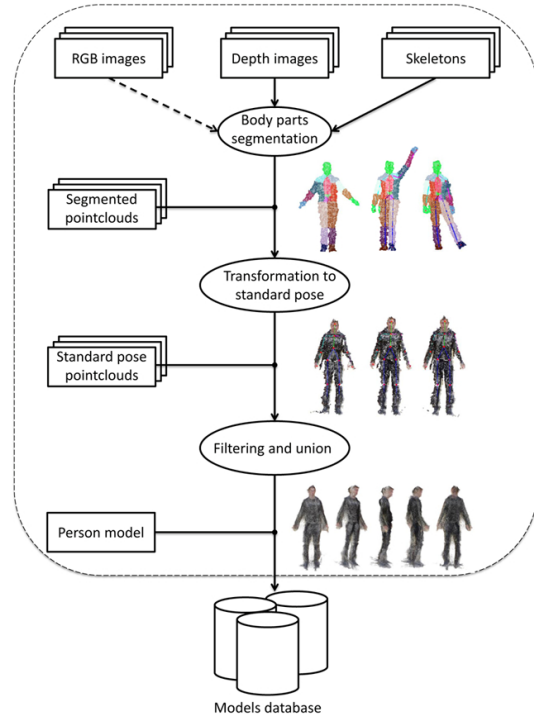 RGB images
Depth images
Skeletons
Body parts
segmentation
Segmented
pointclouds
Transformation to
standard pose
Standard pose
pointclouds
Filtering and union
Person model
Models database